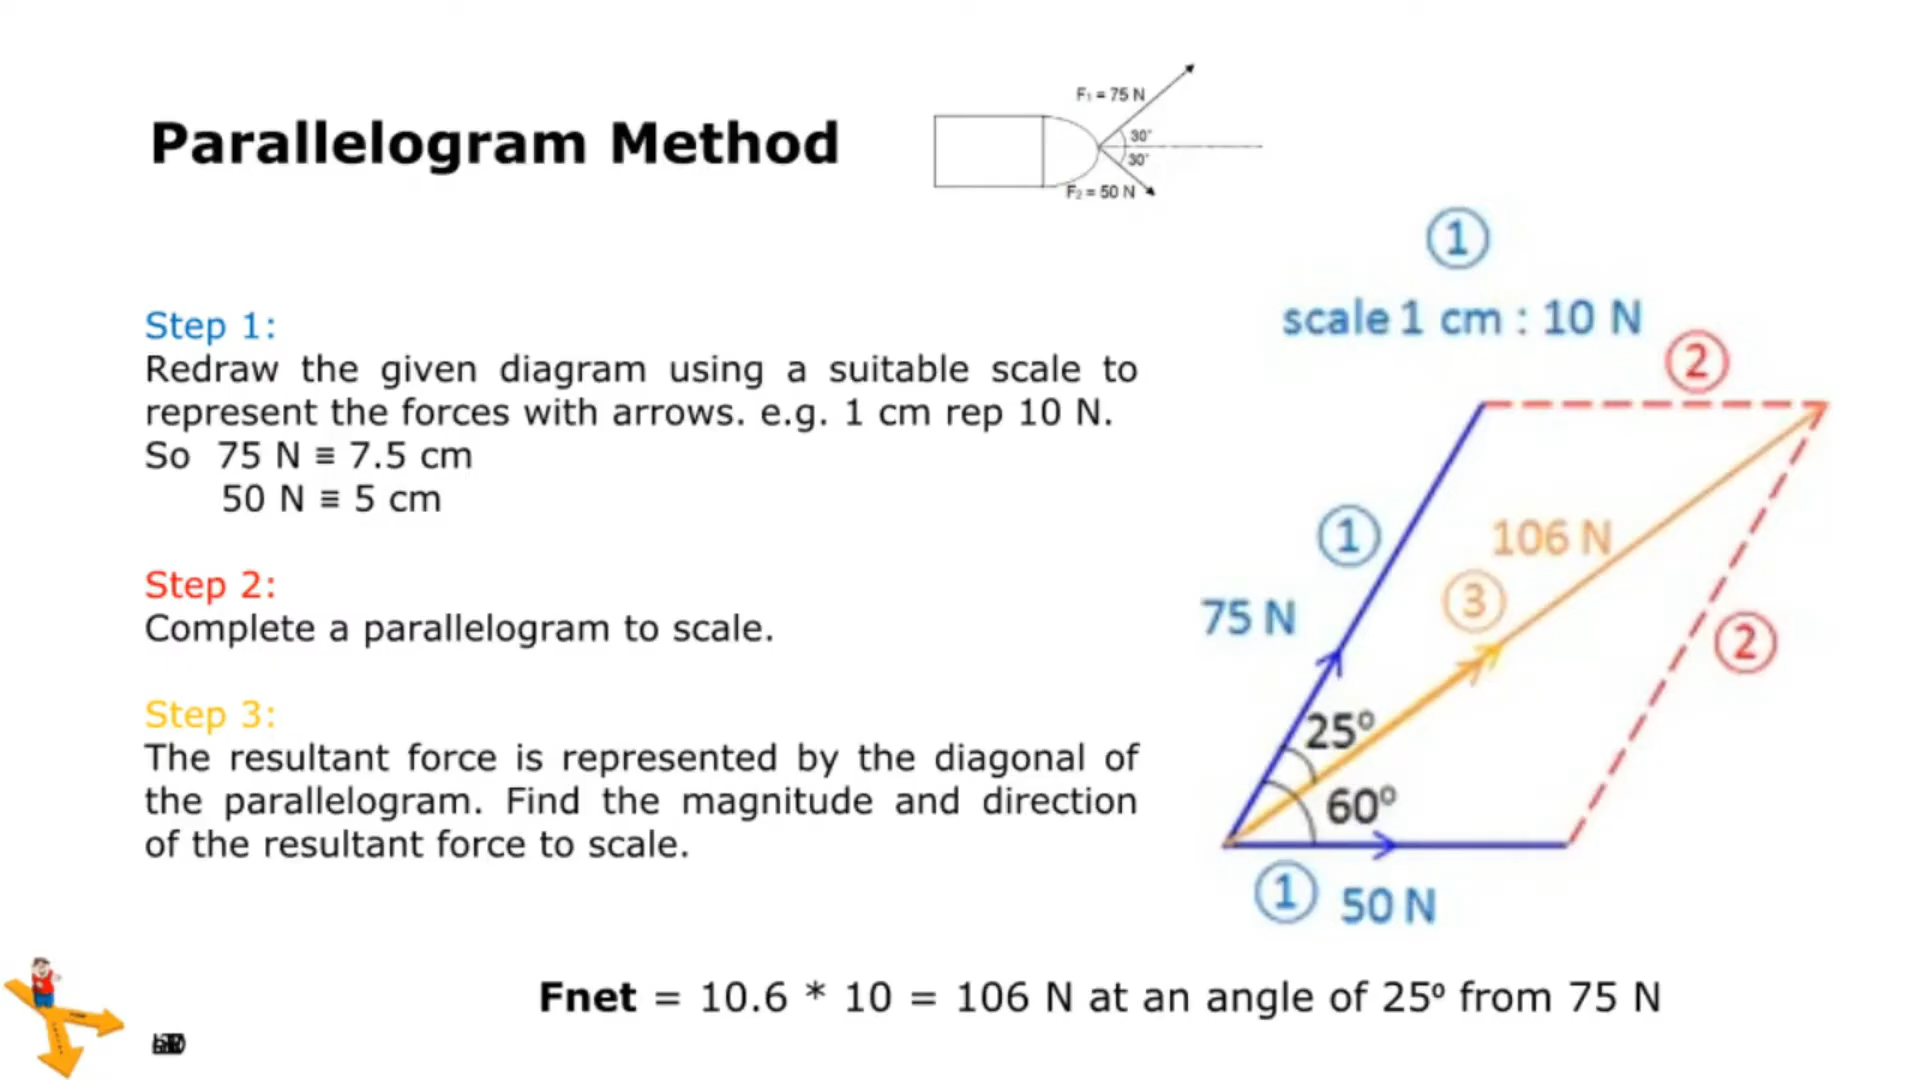 Parallelogram Method
F₁ = 75 N
30°
30°
F₂ = 50 N
Step 1:
Redraw the given diagram using a suitable scale to
represent the forces with arrows. e.g. 1 cm rep 10 N.
So 75 N ≡ 7.5 cm
50 N ≡ 5 cm
Step 2:
Complete a parallelogram to scale.
Step 3:
The resultant force is represented by the diagonal of
the parallelogram. Find the magnitude and direction
of the resultant force to scale.
1
scale 1 cm : 10 N
2
1
106 N
3
75 N
2
25⁰
60⁰
1 50 N
Fnet = 10.6 * 10 = 106 N at an angle of 25⁰ from 75 N